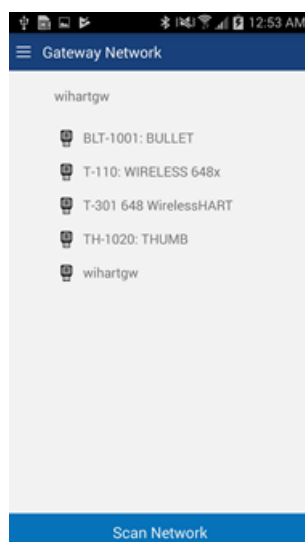 12:53 AM
Gateway Network
wihartgw
BLT-1001: BULLET
T-110: WIRELESS 648x
T-301 648 WirelessHART
TH-1020: THUMB
wihartgw
Scan Network